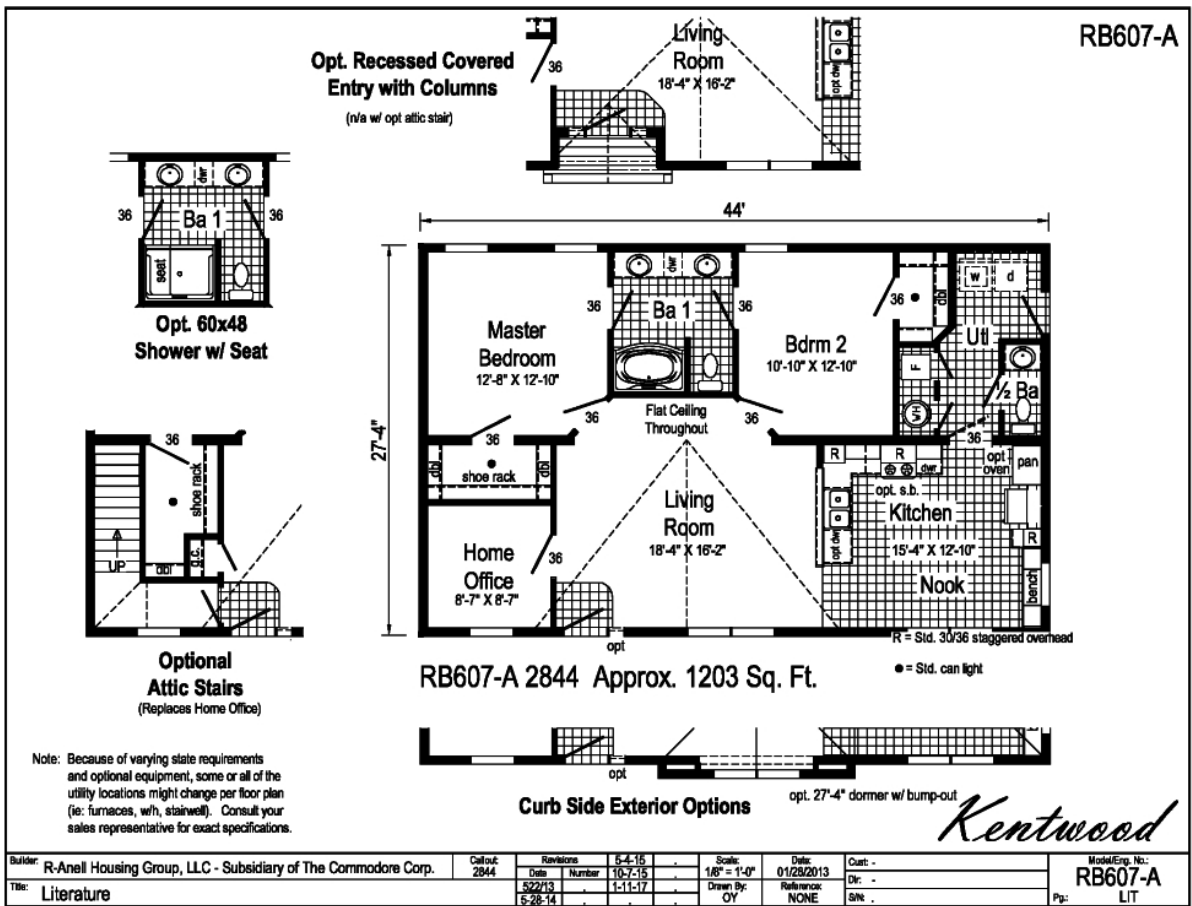 RB607-A
Opt. Recessed Covered
Entry with Columns
(n/a w/ opt attic stair)
36
Living
Room
18'-4" X 16'-2"
opt dw
dwr
36
Ba 1
36
seat
Opt. 60x48
Shower w/ Seat
44'
27'-4"
Master
Bedroom
12'-8" X 12'-10"
36
dwr
Ba 1
36
Bdrm 2
10'-10" X 12'-10"
36
dbl
w
d
Utl
F
WH
½ Ba
36
36
36
Flat Ceiling
Throughout
36
dbl
shoe rack
dbl
Living
Room
18'-4" X 16'-2"
Home
Office
8'-7" X 8'-7"
36
R
R
dwr
opt
oven
pan
opt. s.b.
Kitchen
15'-4" X 12'-10"
Nook
opt dw
R
bench
opt
R = Std. 30/36 staggered overhead
● = Std. can light
RB607-A 2844 Approx. 1203 Sq. Ft.
36
shoe rack
UP
dbl
g.c.
Optional
Attic Stairs
(Replaces Home Office)
Note: Because of varying state requirements
and optional equipment, some or all of the
utility locations might change per floor plan
(ie: furnaces, w/h, stairwell). Consult your
sales representative for exact specifications.
opt
Curb Side Exterior Options
opt. 27'-4" dormer w/ bump-out
Kentwood
Builder: R-Anell Housing Group, LLC - Subsidiary of The Commodore Corp.
Title: Literature
Callout:
2844
Revisions
Date Number
522/13 .
5-28-14 .
5-4-15 .
10-7-15 .
1-11-17 .
. .
Scale:
1/8" = 1'-0"
Drawn By:
OY
Date:
01/28/2013
Reference:
NONE
Cust: -
Dlr: -
S/N: .
Model/Eng. No.:
RB607-A
Pg.: LIT